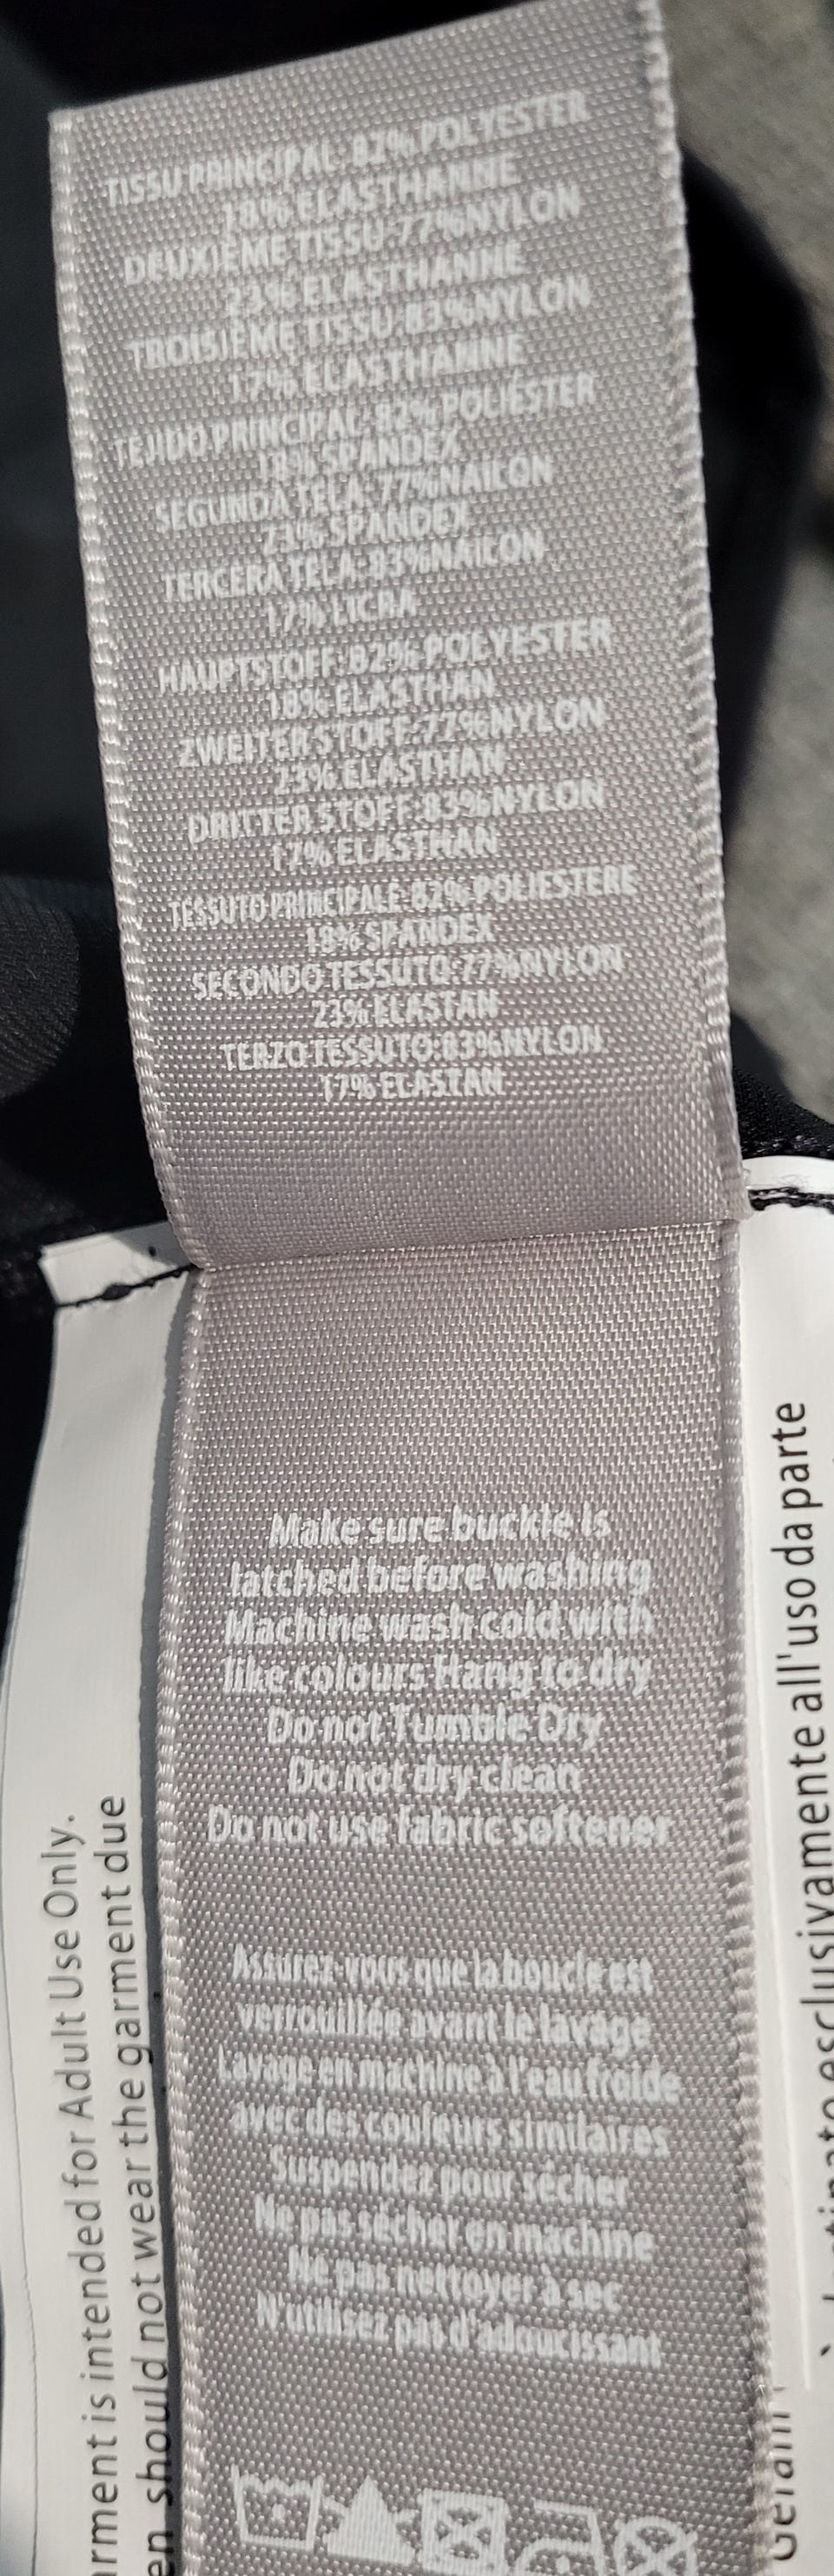 TISSU PRINCIPAL: 82% POLYESTER
18% ELASTHANNE
DEUXIÈME TISSU:77%NYLON
23% ELASTHANNE
TROISIÈME TISSU:83%NYLON
17% ELASTHANNE
TEJIDO PRINCIPAL: 82% POLIÉSTER
18% SPANDEX
SEGUNDA TELA: 77%NAILON
23% SPANDEX
TERCERA TELA:83%NAILON
17% LICRA
HAUPTSTOFF:82% POLYESTER
18% ELASTHAN
ZWEITER STOFF:77%NYLON
23% ELASTHAN
DRITTER STOFF:83%NYLON
17% ELASTHAN
TESSUTO PRINCIPALE:82% POLIESTERE
18% SPANDEX
SECONDO TESSUTO:77%NYLON
23% ELASTAN
TERZO TESSUTO:83%NYLON
17% ELASTAN
Make sure buckle is
latched before washing
Machine wash cold with
like colours Hang to dry
Do not Tumble Dry
Do not dry clean
Do not use fabric softener
Assurez-vous que la boucle est
verrouillée avant le lavage
Lavage en machine à l'eau froide
avec des couleurs similaires
Suspendez pour sécher
Ne pas sécher en machine
Ne pas nettoyer à sec
N'utilisez pas d'adoucissant
rment is intended for Adult Use Only.
en should not wear the garment due
esclusivamente all'uso da parte